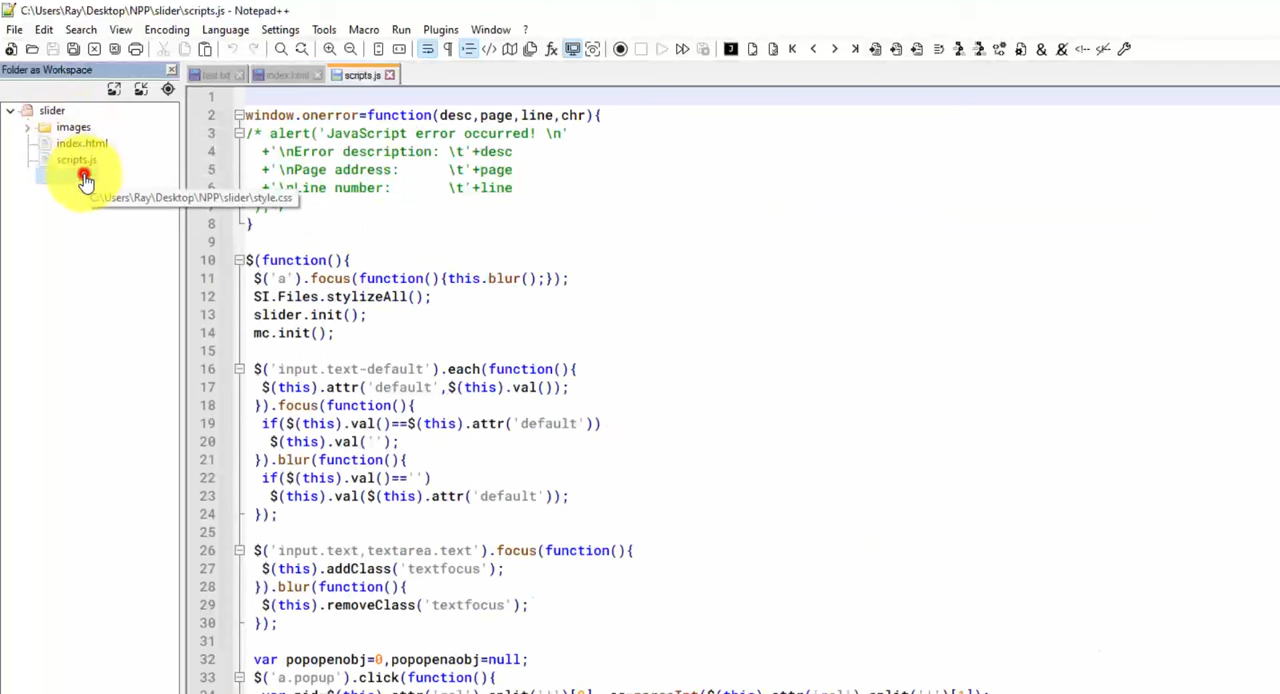 C:\Users\Ray\Desktop\NPP\slider\scripts.js - Notepad++
File Edit Search View Encoding Language Settings Tools Macro Run Plugins Window ?
Folder as Workspace
test.txt index.html scripts.js
slider
images
index.html
scripts.js
C:\Users\Ray\Desktop\NPP\slider\style.css
1
2 window.onerror=function(desc,page,line,chr){
3 /* alert('JavaScript error occurred! \n'
4 +'\nError description: \t'+desc
5 +'\nPage address: \t'+page
+'\nLine number: \t'+line
8 }
9
10 $(function(){
11 $('a').focus(function(){this.blur();});
12 SI.Files.stylizeAll();
13 slider.init();
14 mc.init();
15
16 $('input.text-default').each(function(){
17 $(this).attr('default',$(this).val());
18 }).focus(function(){
19 if($(this).val()==$(this).attr('default'))
20 $(this).val('');
21 }).blur(function(){
22 if($(this).val()=='')
23 $(this).val($(this).attr('default'));
24 });
25
26 $('input.text,textarea.text').focus(function(){
27 $(this).addClass('textfocus');
28 }).blur(function(){
29 $(this).removeClass('textfocus');
30 });
31
32 var popopenobj=0,popopenaobj=null;
33 $('a.popup').click(function(){